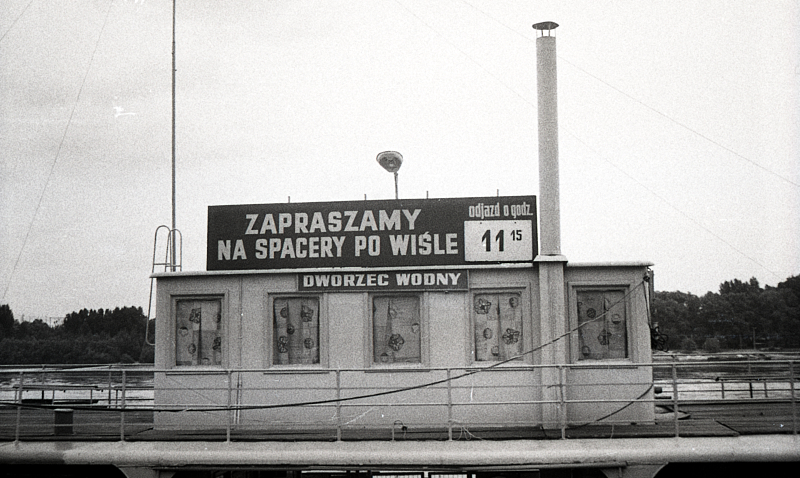 ZAPRASZAMY
NA SPACERY PO WIŚLE
odjazd o godz.
11 15
DWORZEC WODNY